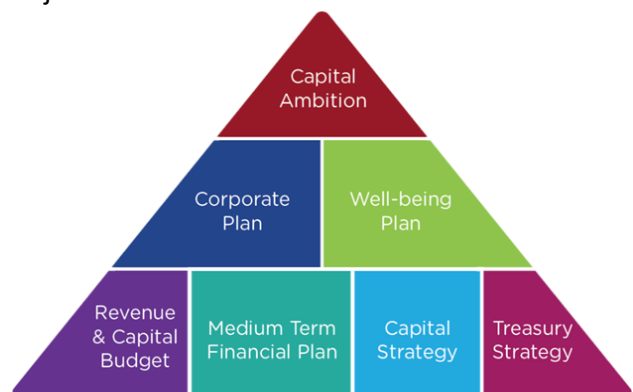 Capital
Ambition
Corporate
Plan
Well-being
Plan
Revenue
& Capital
Budget
Medium Term
Financial Plan
Capital
Strategy
Treasury
Strategy